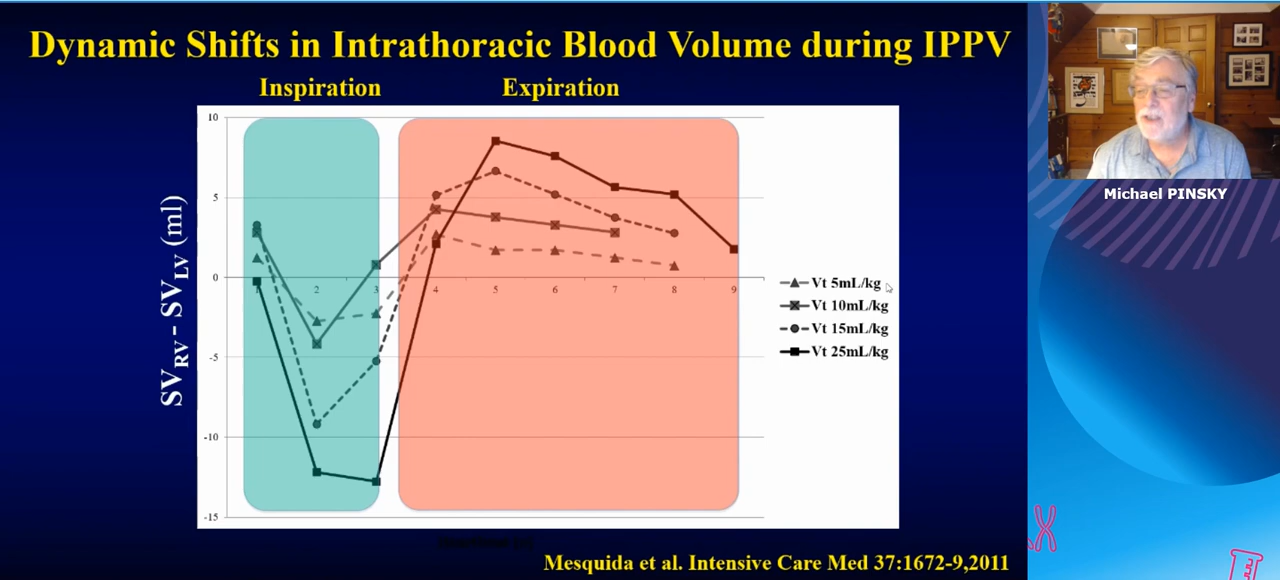 Dynamic Shifts in Intrathoracic Blood Volume during IPPV
Inspiration
Expiration
Michael PINSKY
SVRV - SVLV (ml)
10
5
0
-5
-10
-15
2
3
4
5
6
7
8
9
Vt 5mL/kg
Vt 10mL/kg
Vt 15mL/kg
Vt 25mL/kg
Mesquida et al. Intensive Care Med 37:1672-9,2011